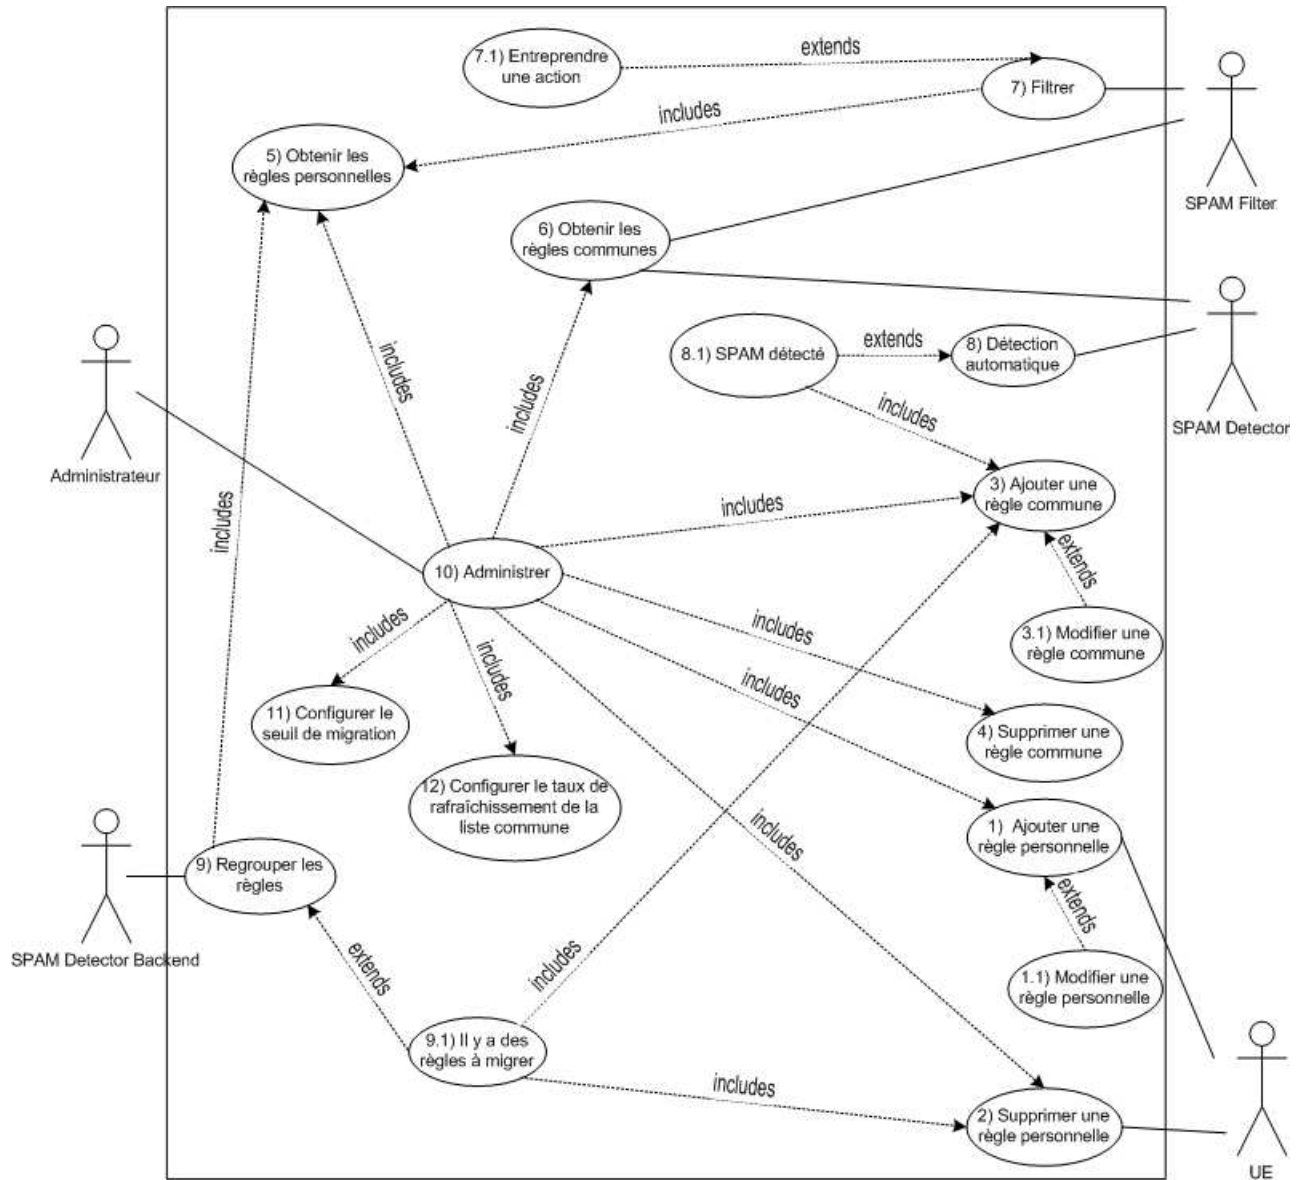 7.1) Entreprendre
une action
extends
7) Filtrer
includes
5) Obtenir les
règles personnelles
SPAM Filter
6) Obtenir les
règles communes
includes
includes
8.1) SPAM détecté
extends
8) Détection
automatique
includes
SPAM Detector
Administrateur
includes
includes
3) Ajouter une
règle commune
extends
10) Administrer
includes
includes
includes
3.1) Modifier une
règle commune
includes
11) Configurer le
seuil de migration
4) Supprimer une
règle commune
12) Configurer le taux de
rafraîchissement de la
liste commune
includes
1) Ajouter une
règle personnelle
extends
9) Regrouper les
règles
SPAM Detector Backend
extends
includes
1.1) Modifier une
règle personnelle
9.1) Il y a des
règles à migrer
includes
2) Supprimer une
règle personnelle
UE